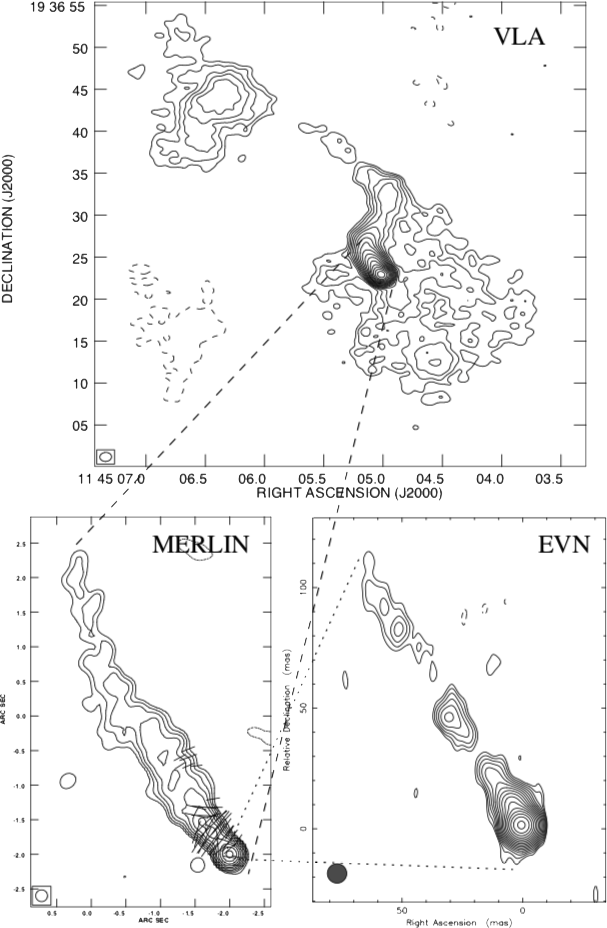 19 36 55
VLA
50
45
40
35
30
25
20
15
10
05
DECLINATION (J2000)
11 45 07.0 06.5 06.0 05.5 05.0 04.5 04.0 03.5
RIGHT ASCENSION (J2000)
MERLIN
2.5
2.0
1.5
1.0
0.5
0.0
-0.5
-1.0
-1.5
-2.0
-2.5
ARC SEC
0.5 0.0 -0.5 -1.0 -1.5 -2.0 -2.5
ARC SEC
EVN
100
50
0
Relative Declination (mas)
50 0
Right Ascension (mas)